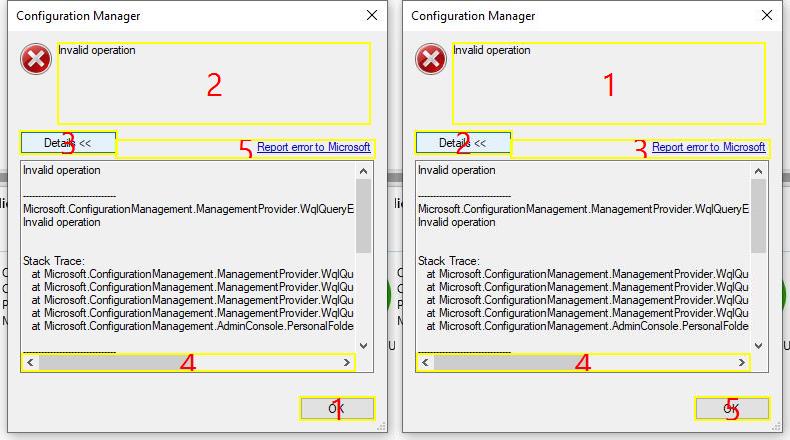 Configuration Manager
Invalid operation
2
Details <<
3
5
Report error to Microsoft
Invalid operation
-------------------------------
Microsoft.ConfigurationManagement.ManagementProvider.WqlQueryE
Invalid operation
Stack Trace:
at Microsoft.ConfigurationManagement.ManagementProvider.WqlQu
at Microsoft.ConfigurationManagement.ManagementProvider.WqlQu
at Microsoft.ConfigurationManagement.ManagementProvider.WqlQu
at Microsoft.ConfigurationManagement.ManagementProvider.WqlQu
at Microsoft.ConfigurationManagement.AdminConsole.PersonalFolde
-------------------------------
4
OK
1
Configuration Manager
Invalid operation
1
Details <<
2
3
Report error to Microsoft
Invalid operation
-------------------------------
Microsoft.ConfigurationManagement.ManagementProvider.WqlQueryE
Invalid operation
Stack Trace:
at Microsoft.ConfigurationManagement.ManagementProvider.WqlQu
at Microsoft.ConfigurationManagement.ManagementProvider.WqlQu
at Microsoft.ConfigurationManagement.ManagementProvider.WqlQu
at Microsoft.ConfigurationManagement.ManagementProvider.WqlQu
at Microsoft.ConfigurationManagement.AdminConsole.PersonalFolde
-------------------------------
4
OK
5